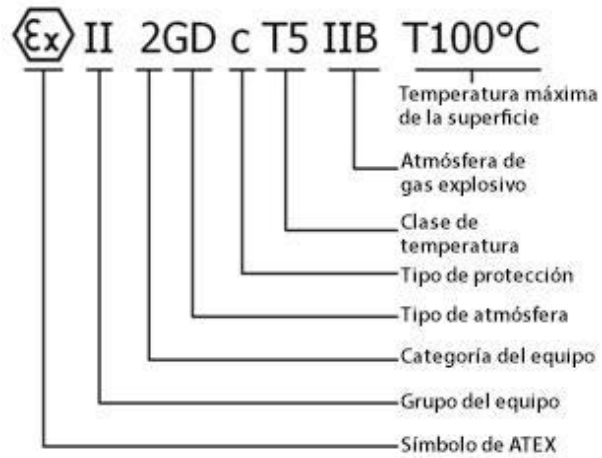 Ex II 2GD c T5 IIB T100°C
Temperatura máxima
de la superficie
Atmósfera de
gas explosivo
Clase de
temperatura
Tipo de protección
Tipo de atmósfera
Categoría del equipo
Grupo del equipo
Símbolo de ATEX